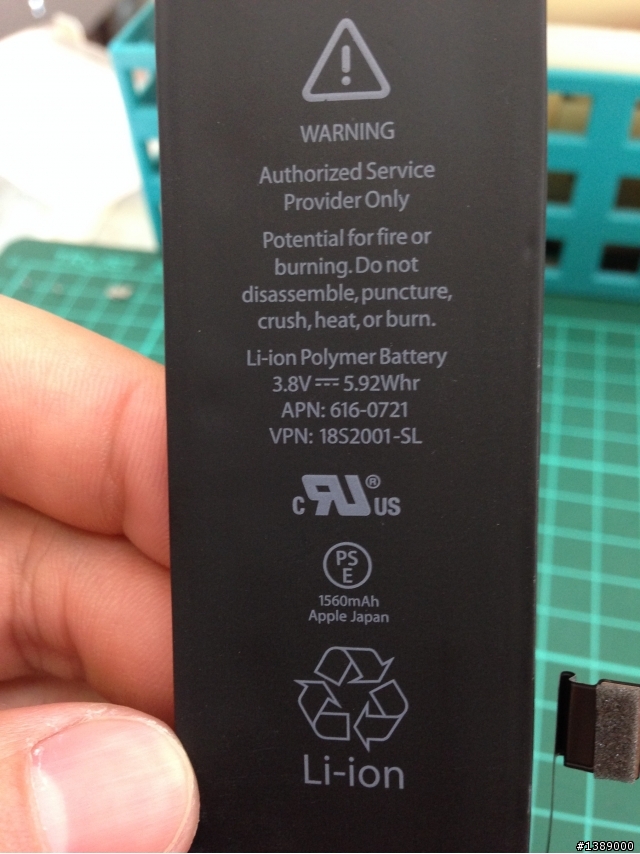 WARNING
Authorized Service
Provider Only
Potential for fire or
burning. Do not
disassemble, puncture,
crush, heat, or burn.
Li-ion Polymer Battery
3.8V ⎓ 5.92Whr
APN: 616-0721
VPN: 18S2001-SL
c RU ® US
PS
E
1560mAh
Apple Japan
Li-ion
#1389000